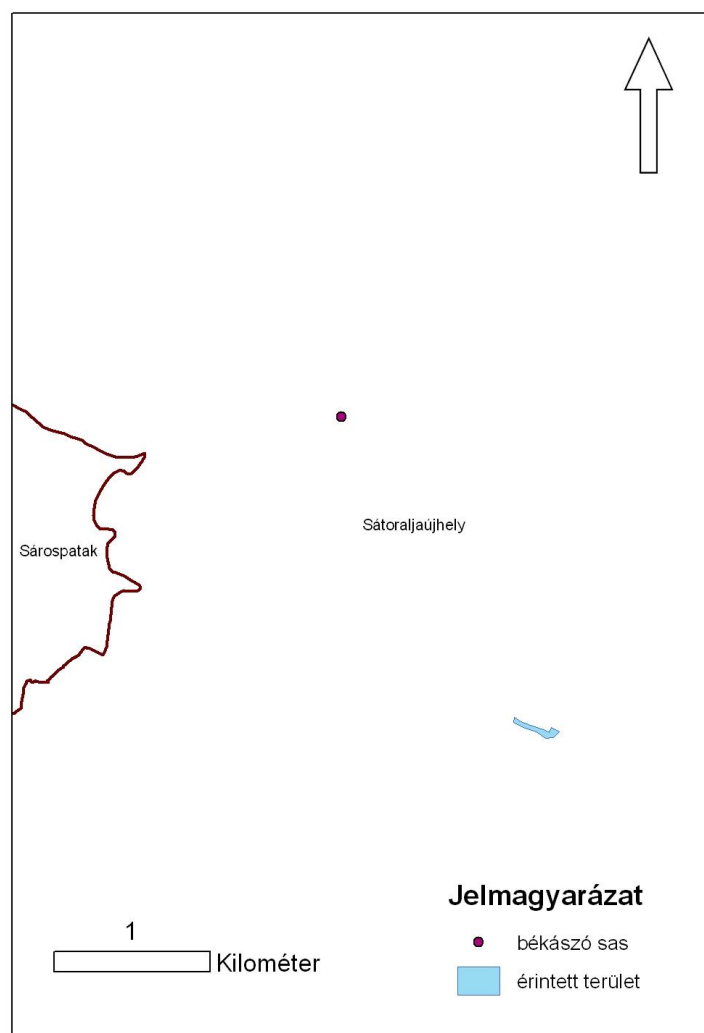 Sátoraljaújhely
Sárospatak
Jelmagyarázat
1
békászó sas
Kilométer
érintett terület